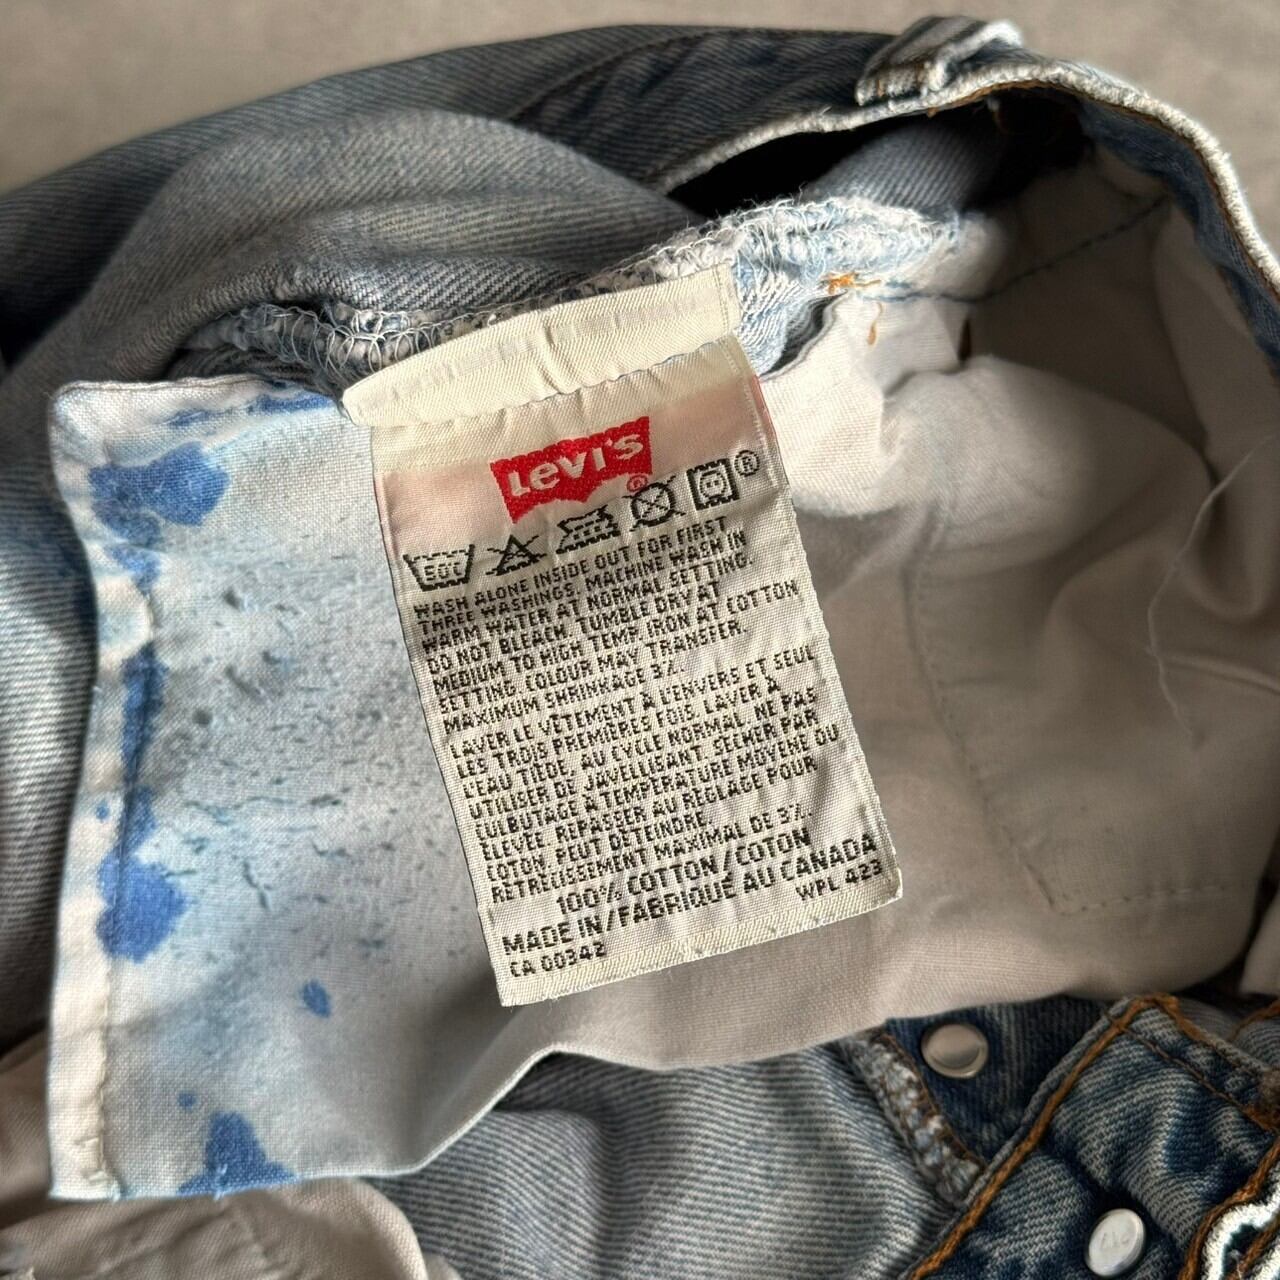 Levi's
®
50C
WASH ALONE INSIDE OUT FOR FIRST
THREE WASHINGS. MACHINE WASH IN
WARM WATER AT NORMAL SETTING.
DO NOT BLEACH. TUMBLE DRY AT
MEDIUM TO HIGH TEMP. IRON AT COTTON
SETTING. COLOUR MAY TRANSFER.
MAXIMUM SHRINKAGE 3%.
LAVER LE VÊTEMENT À L'ENVERS ET SEUL
LES TROIS PREMIÈRES FOIS. LAVER À
L'EAU TIÈDE, AU CYCLE NORMAL. NE PAS
UTILISER DE JAVELLISANT. SÉCHER PAR
CULBUTAGE À TEMPÉRATURE MOYENNE OU
ÉLEVÉE. REPASSER AU RÉGLAGE POUR
COTON. PEUT DÉTEINDRE.
RÉTRÉCISSEMENT MAXIMAL DE 3%.
100% COTTON/COTON
MADE IN/FABRIQUÉ AU CANADA
CA 00342 WPL 423